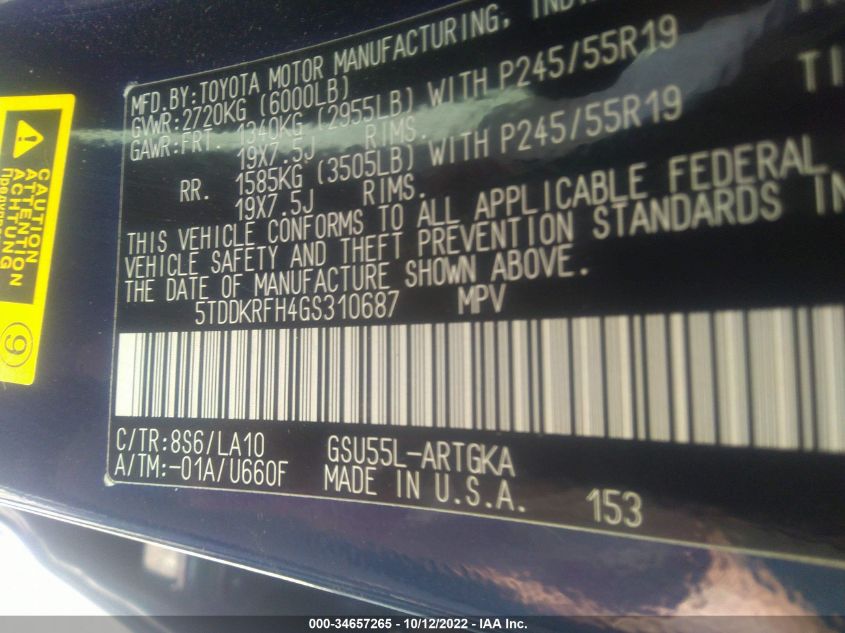 MFD.BY:TOYOTA MOTOR MANUFACTURING,
GVWR:2720KG (6000LB)
GAWR:FRT. 1340KG (2955LB) WITH P245/55R19
19X7.5J RIMS.
RR. 1585KG (3505LB) WITH P245/55R19
19X7.5J RIMS.
THIS VEHICLE CONFORMS TO ALL APPLICABLE FEDERAL
VEHICLE SAFETY AND THEFT PREVENTION STANDARDS IN
THE DATE OF MANUFACTURE SHOWN ABOVE.
5TDDKRFH4GS310687 MPV
C/TR:8S6/LA10 GSU55L-ARTGKA
A/TM:-01A/U660F MADE IN U.S.A. 153
CAUTION
ATTENTION
ACHTUNG
9
000-34657265 - 10/12/2022 - IAA Inc.